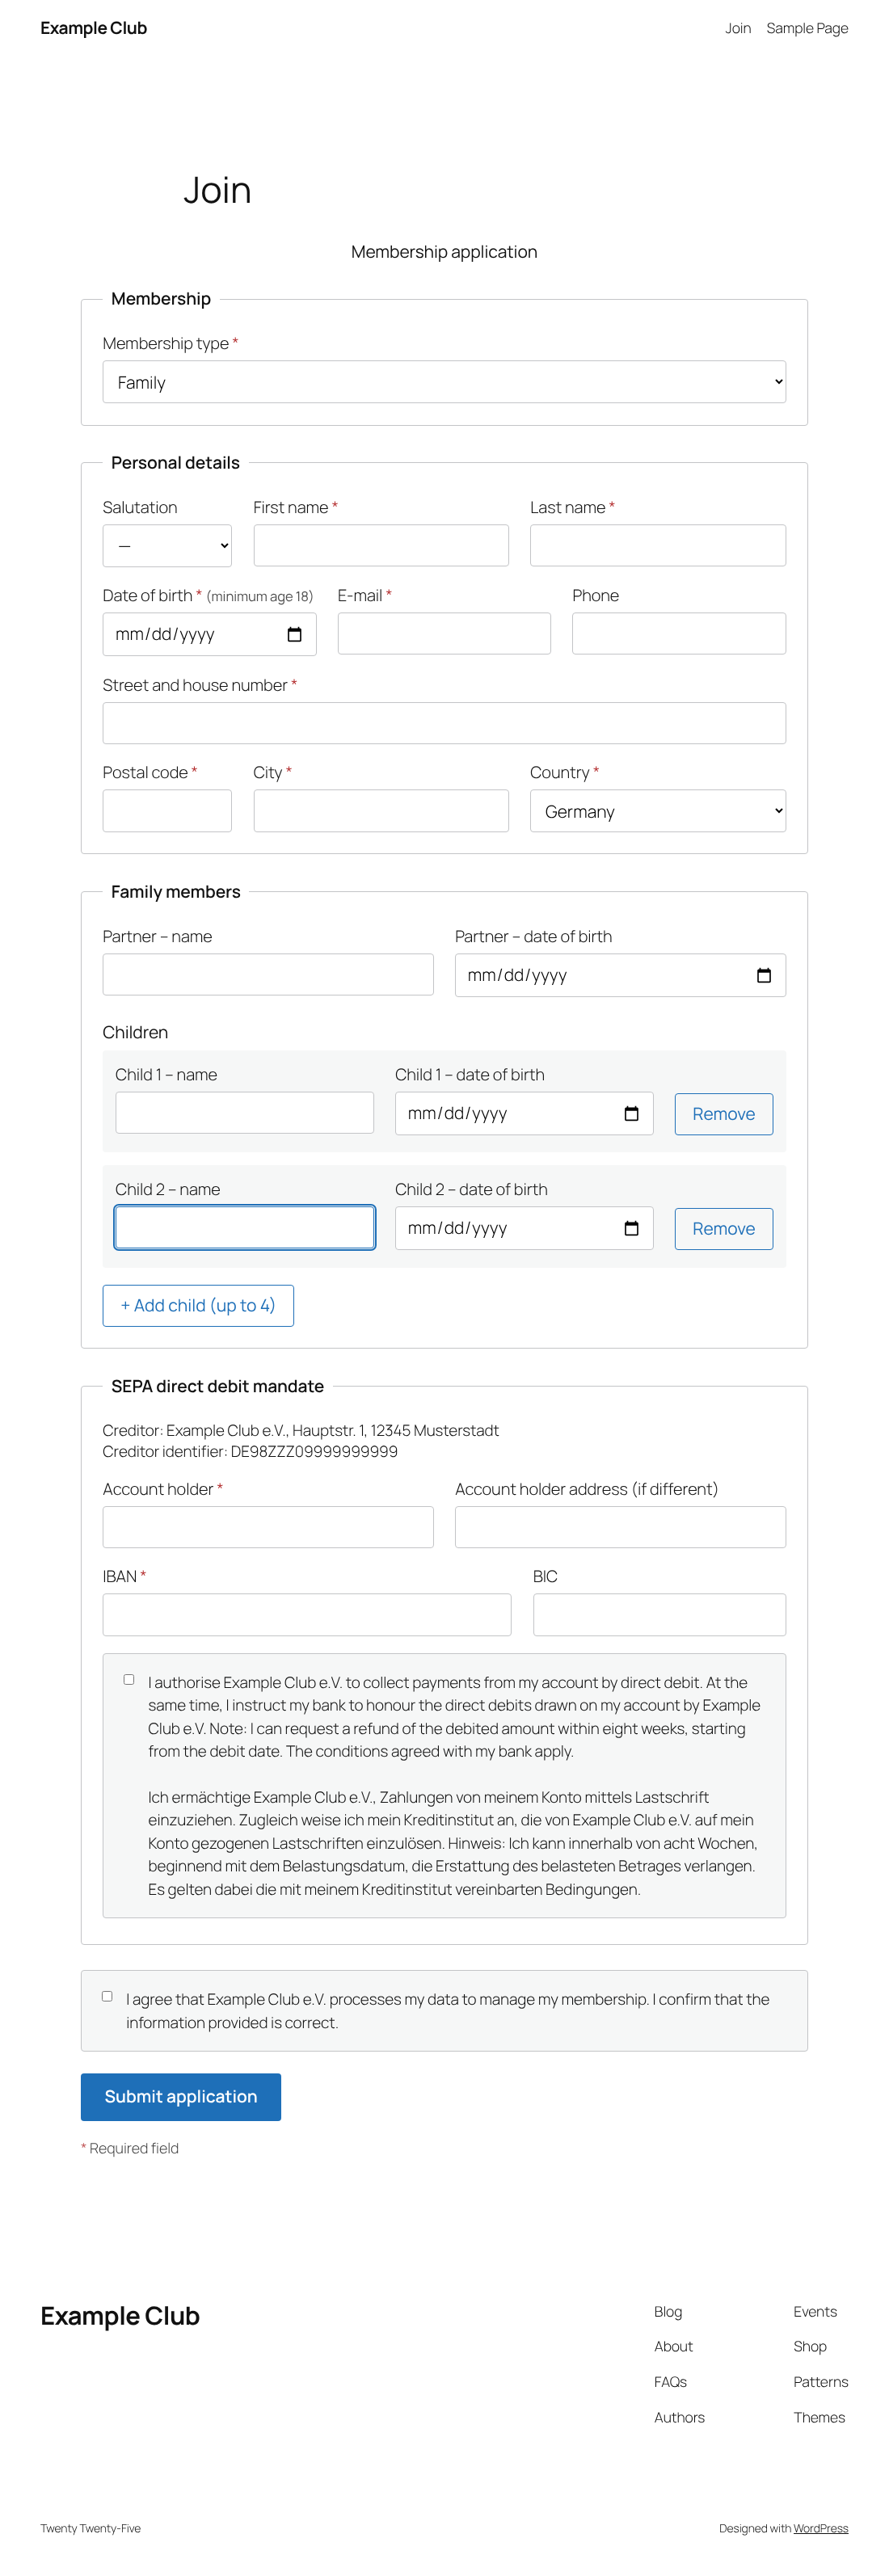 Example Club
Join Sample Page
Join
Membership application
Membership
Membership type *
Family
Personal details
Salutation First name * Last name *
—
Date of birth * (minimum age 18) E-mail * Phone
mm/dd/yyyy
Street and house number *
Postal code * City * Country *
Germany
Family members
Partner – name Partner – date of birth
mm/dd/yyyy
Children
Child 1 – name Child 1 – date of birth
mm/dd/yyyy Remove
Child 2 – name Child 2 – date of birth
mm/dd/yyyy Remove
+ Add child (up to 4)
SEPA direct debit mandate
Creditor: Example Club e.V., Hauptstr. 1, 12345 Musterstadt
Creditor identifier: DE98ZZZ09999999999
Account holder * Account holder address (if different)
IBAN * BIC
I authorise Example Club e.V. to collect payments from my account by direct debit. At the
same time, I instruct my bank to honour the direct debits drawn on my account by Example
Club e.V. Note: I can request a refund of the debited amount within eight weeks, starting
from the debit date. The conditions agreed with my bank apply.
Ich ermächtige Example Club e.V., Zahlungen von meinem Konto mittels Lastschrift
einzuziehen. Zugleich weise ich mein Kreditinstitut an, die von Example Club e.V. auf mein
Konto gezogenen Lastschriften einzulösen. Hinweis: Ich kann innerhalb von acht Wochen,
beginnend mit dem Belastungsdatum, die Erstattung des belasteten Betrages verlangen.
Es gelten dabei die mit meinem Kreditinstitut vereinbarten Bedingungen.
I agree that Example Club e.V. processes my data to manage my membership. I confirm that the
information provided is correct.
Submit application
* Required field
Example Club
Blog Events
About Shop
FAQs Patterns
Authors Themes
Twenty Twenty-Five Designed with WordPress